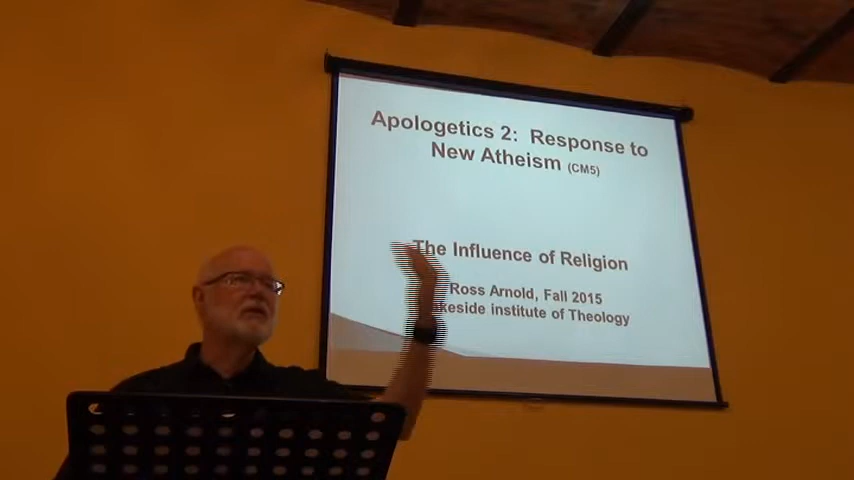 Apologetics 2: Response to
New Atheism (CM5)
The Influence of Religion
Ross Arnold, Fall 2015
institute of Theology